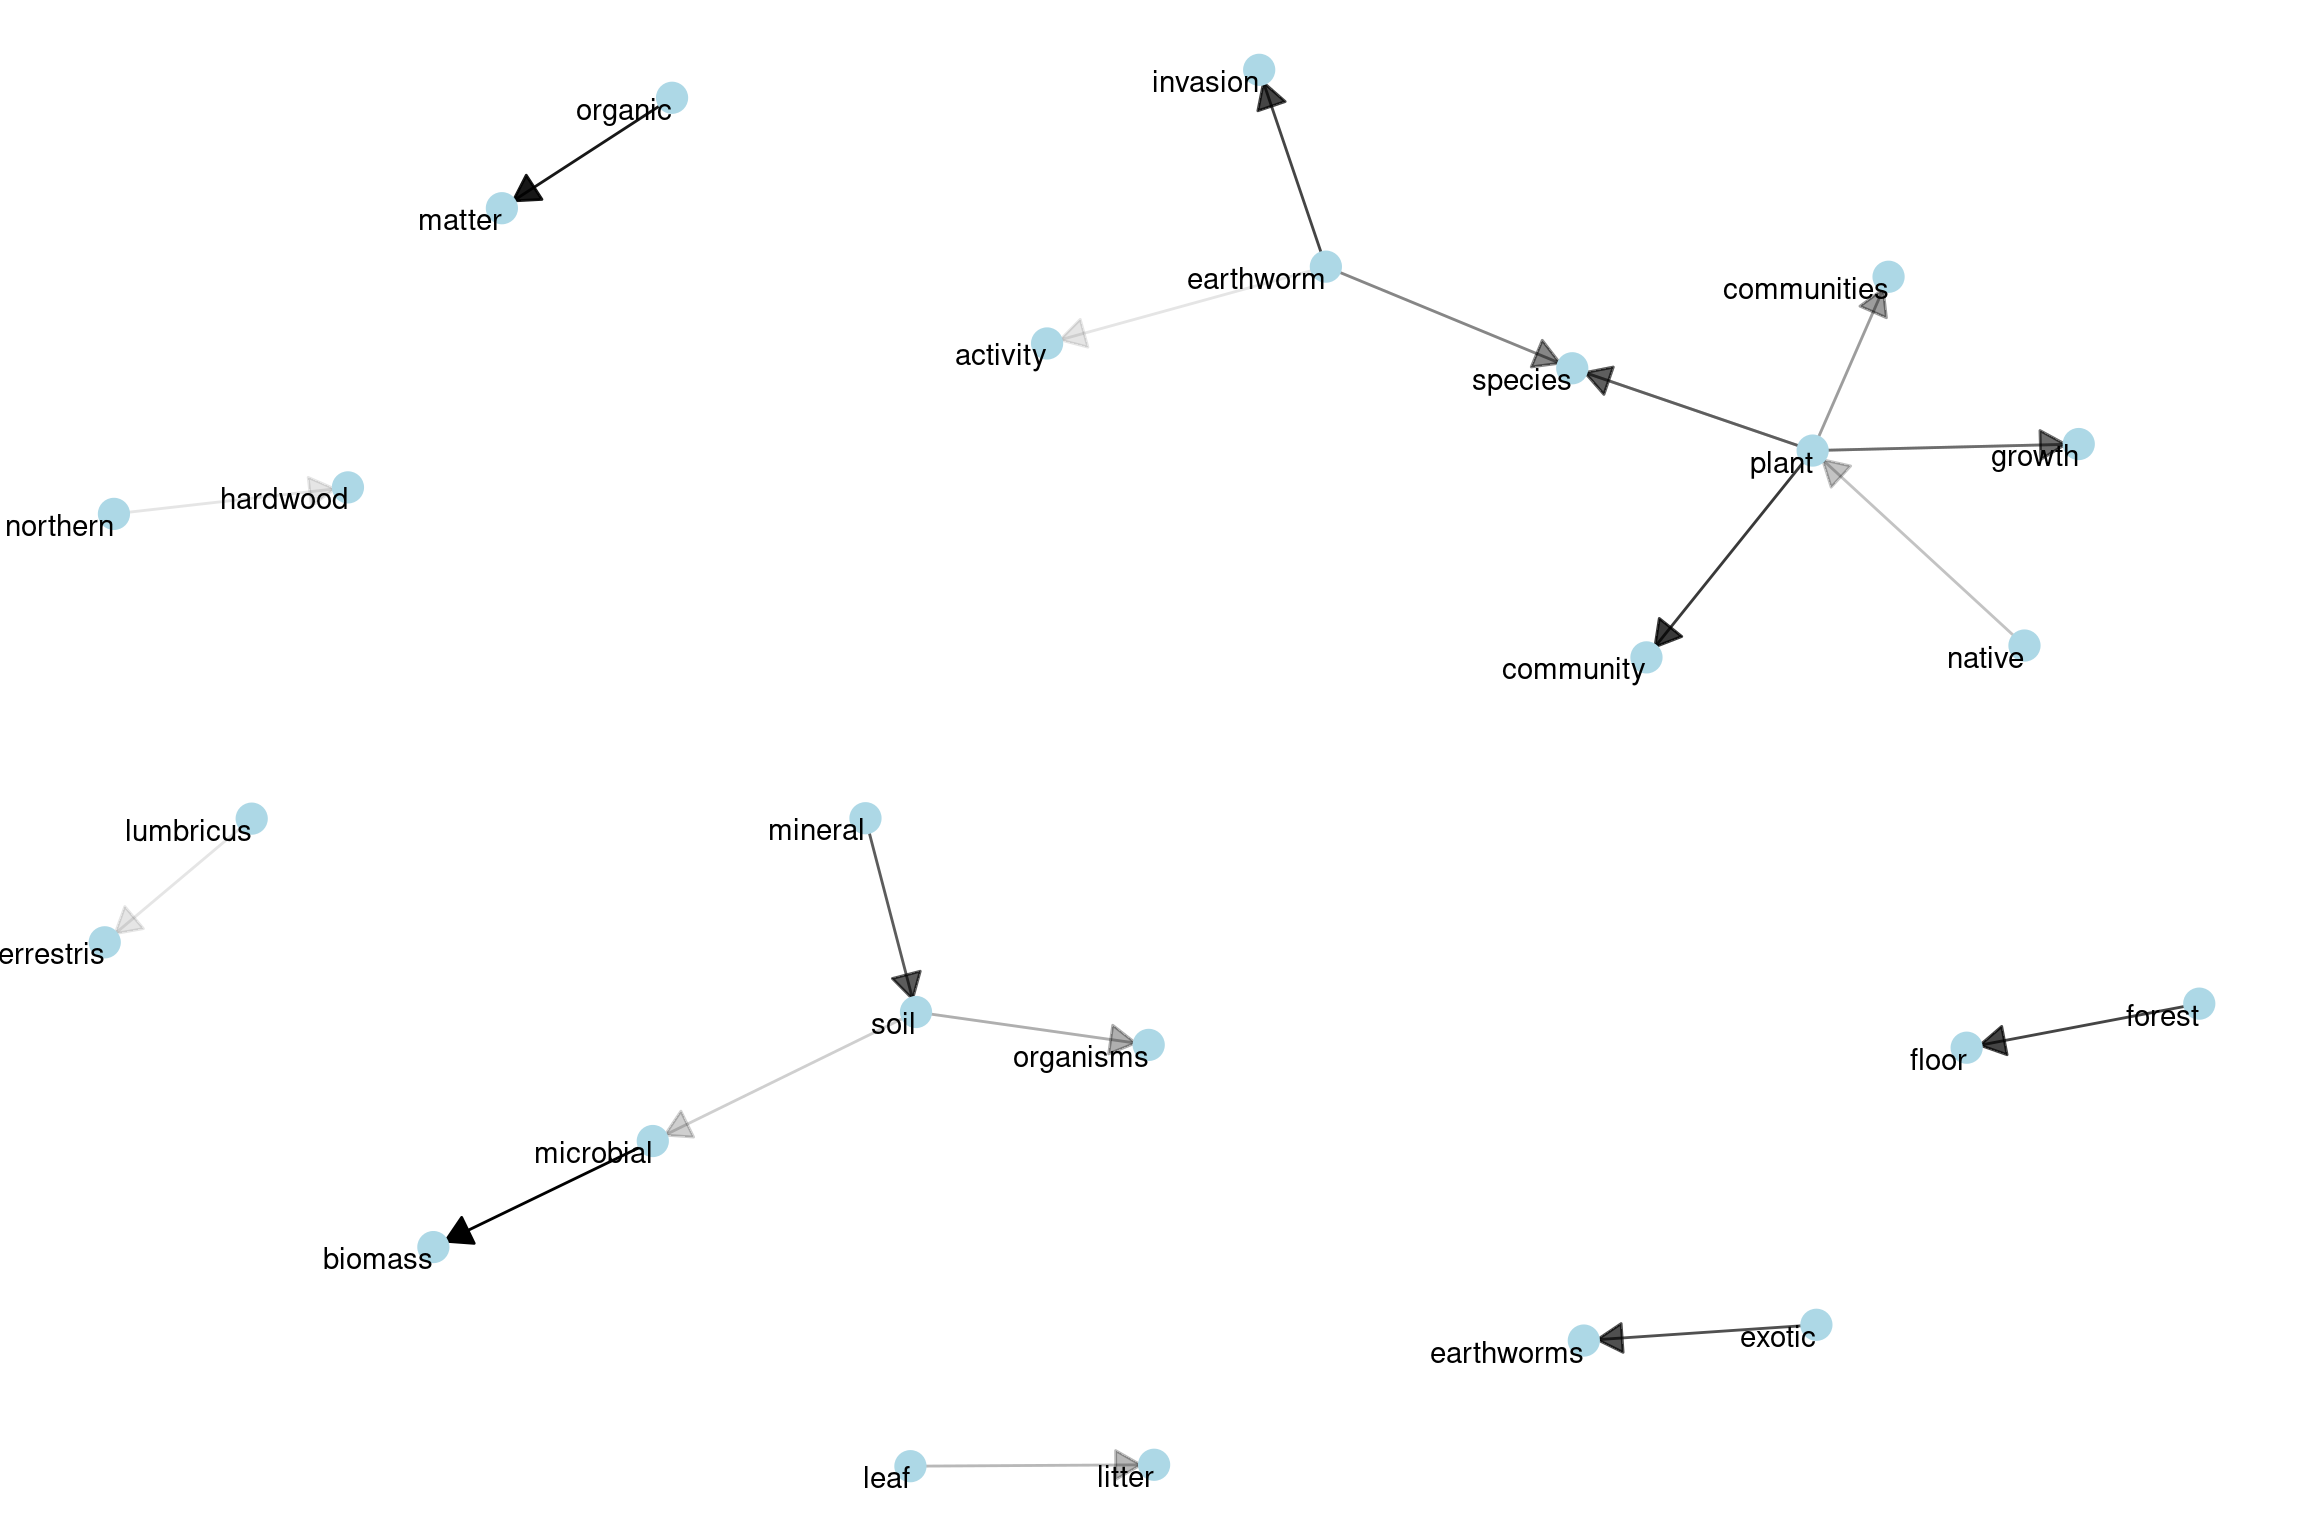 invasion
organic
matter
earthworm
communities
activity
species
growth
plant
hardwood
northern
native
community
lumbricus
mineral
errestris
forest
soil
organisms
floor
microbial
biomass
exotic
earthworms
litter
leaf